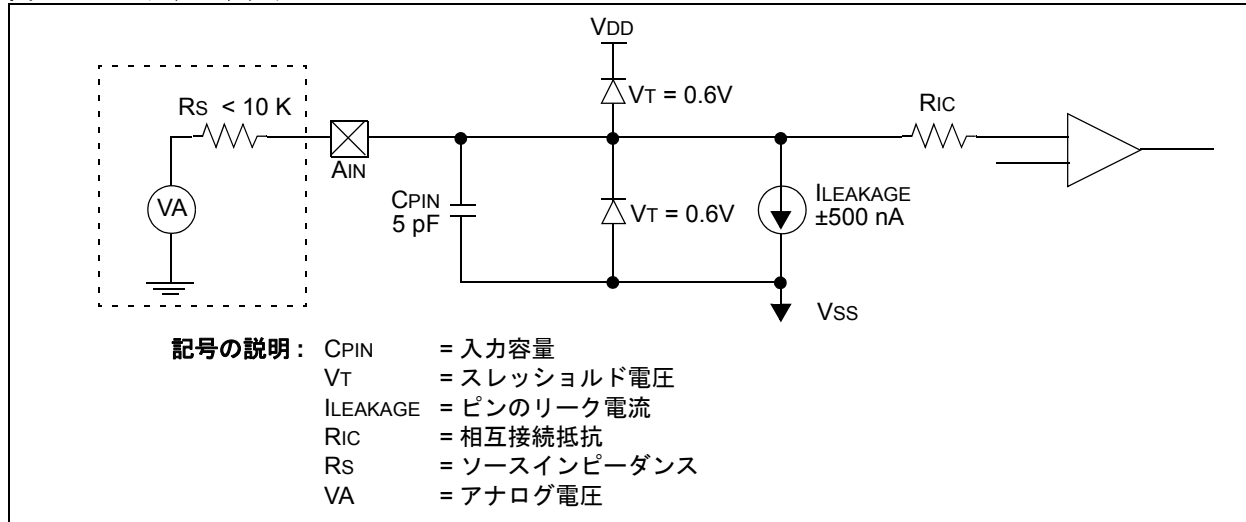 VDD
VT = 0.6V
RS < 10 K
RIC
AIN
VA
CPIN
5 pF
VT = 0.6V
ILEAKAGE
±500 nA
VSS
記号の説明 : CPIN = 入力容量
VT = スレッショルド電圧
ILEAKAGE = ピンのリーク電流
RIC = 相互接続抵抗
RS = ソースインピーダンス
VA = アナログ電圧